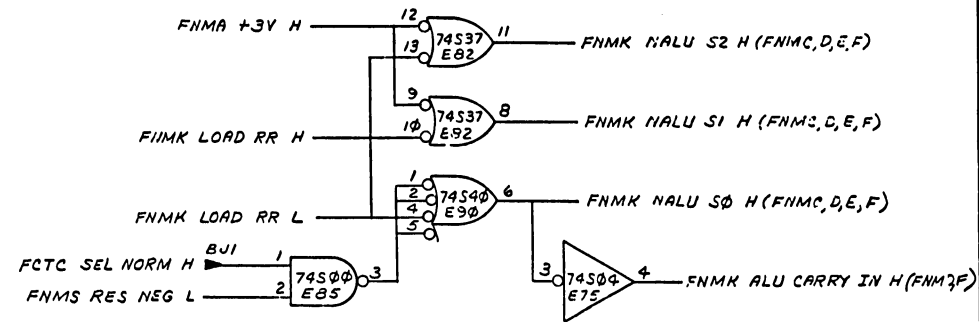 FNMA +3V H
12
13
74S37
E82
11
FNMK NALU S2 H (FNMC,D,E,F)
9
10
74S37
E82
8
FNMK NALU S1 H (FNMC,D,E,F)
FNMK LOAD RR H
1
2
4
5
74S40
E90
6
FNMK NALU S0 H (FNMC,D,E,F)
FNMK LOAD RR L
FCTC SEL NORM H
BJ1
1
2
74S00
E85
3
FNMS RES NEG L
3
74S04
E75
4
FNMK ALU CARRY IN H